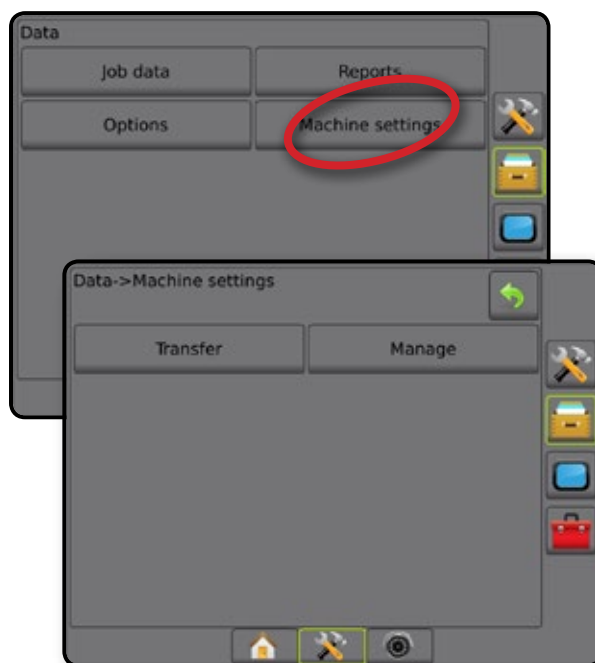 Data
Job data Reports
Options Machine settings
Data->Machine settings
Transfer Manage